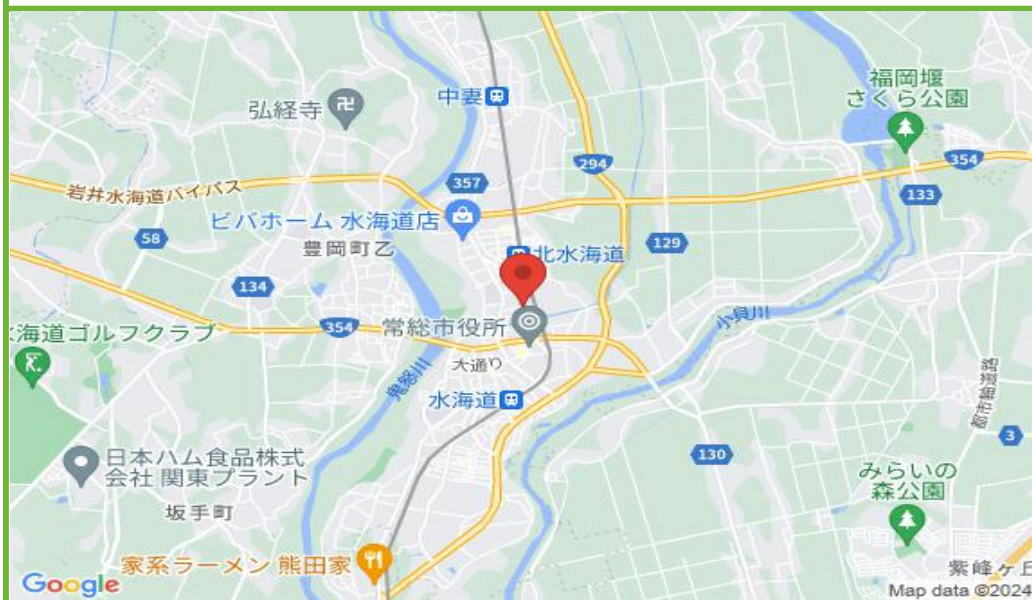 福岡堰
さくら公園
中妻
弘経寺
294
354
岩井水海道バイパス
357
133
ビバホーム 水海道店
58
豊岡町乙
北水海道
129
134
小貝川
354
常総市役所
海道ゴルフクラブ
大通り
鬼怒川
水海道
都市軸道路
3
130
日本ハム食品株式
会社 関東プラント
みらいの
森公園
坂手町
家系ラーメン 熊田家
紫峰ヶ丘
Google
Map data ©2024